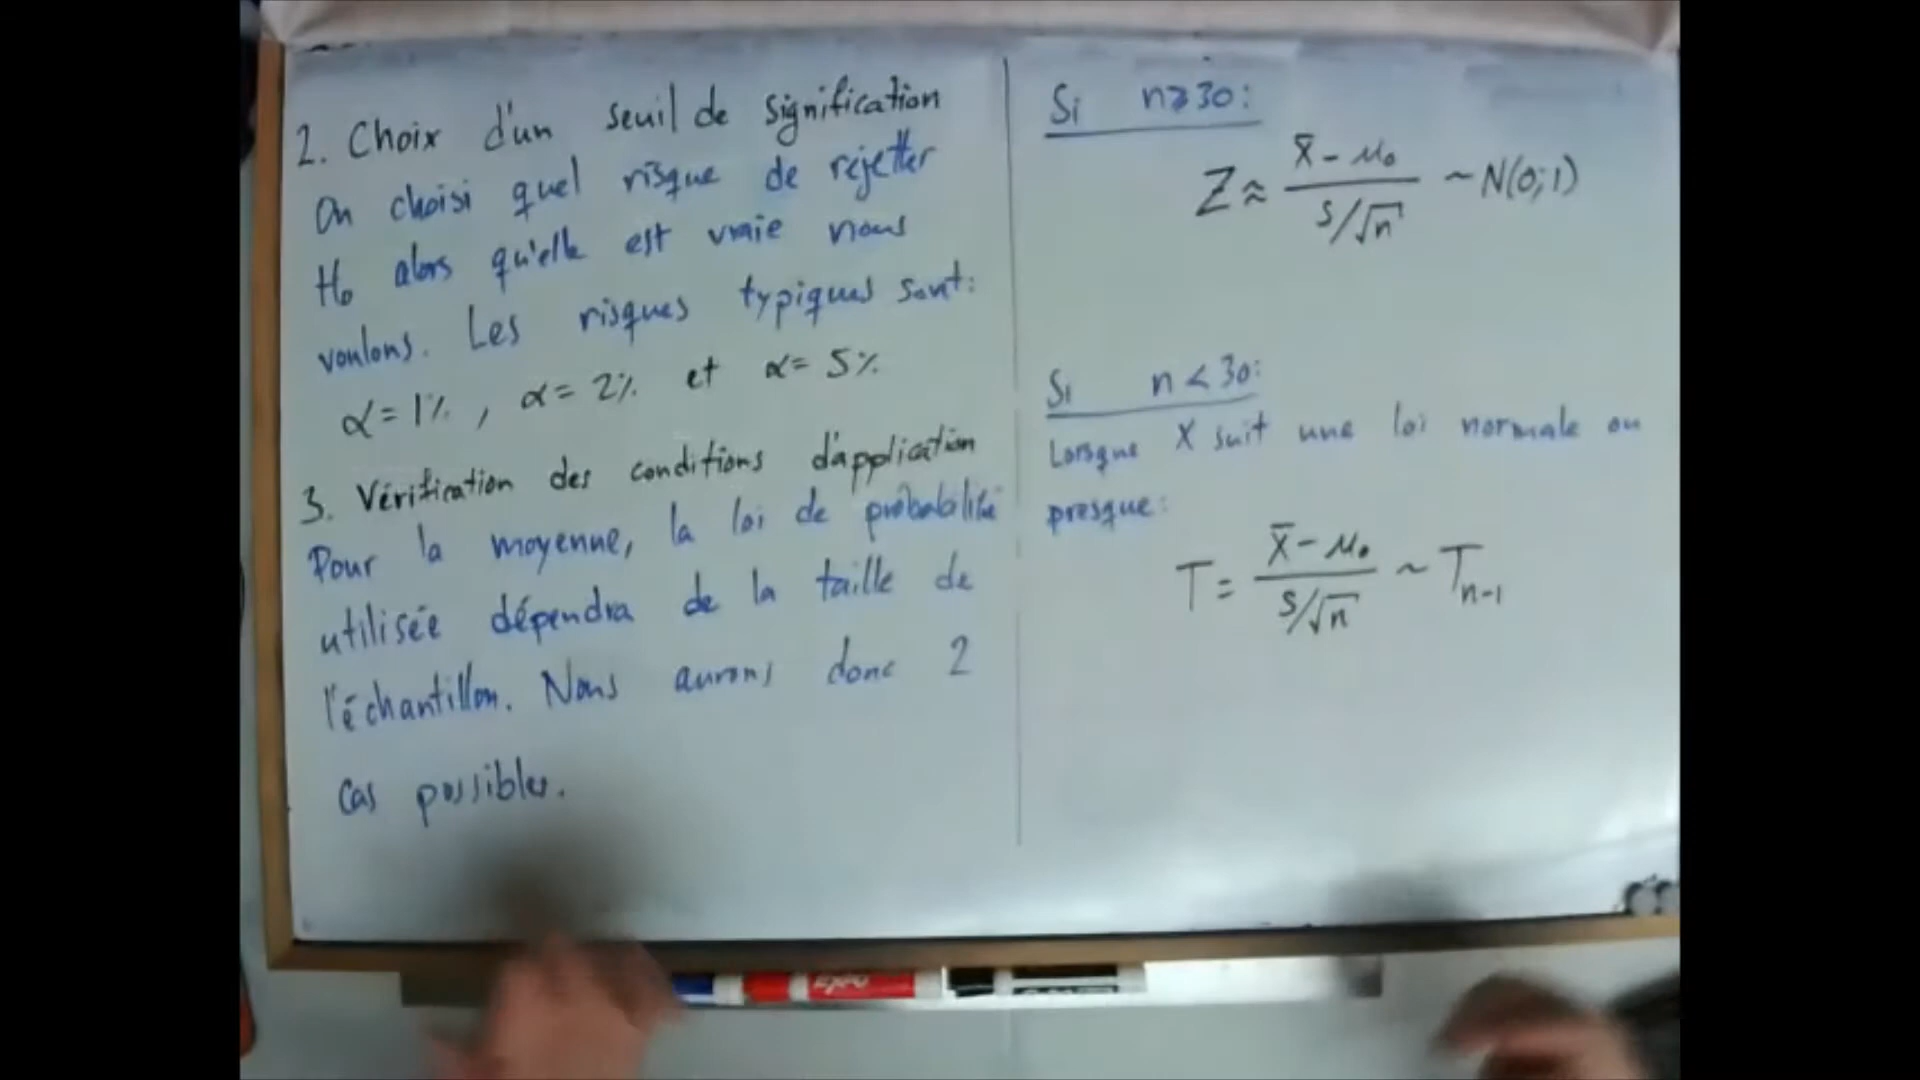 2. Choix d'un seuil de signification
On choisi quel risque de rejetter
H₀ alors qu'elle est vraie nous
voulons. Les risques typiques sont:
α = 1%, α = 2% et α = 5%
3. Vérification des conditions d'application
Pour la moyenne, la loi de probabilité
utilisée dépendra de la taille de
l'échantillon. Nous aurons donc 2
cas possibles.
Si n ≥ 30:
Z ≈ (x̄ - μ₀)/(s/√n) ~ N(0;1)
Si n < 30:
Lorsque X suit une loi normale ou
presque:
T = (x̄ - μ₀)/(s/√n) ~ Tₙ₋₁
EXPO